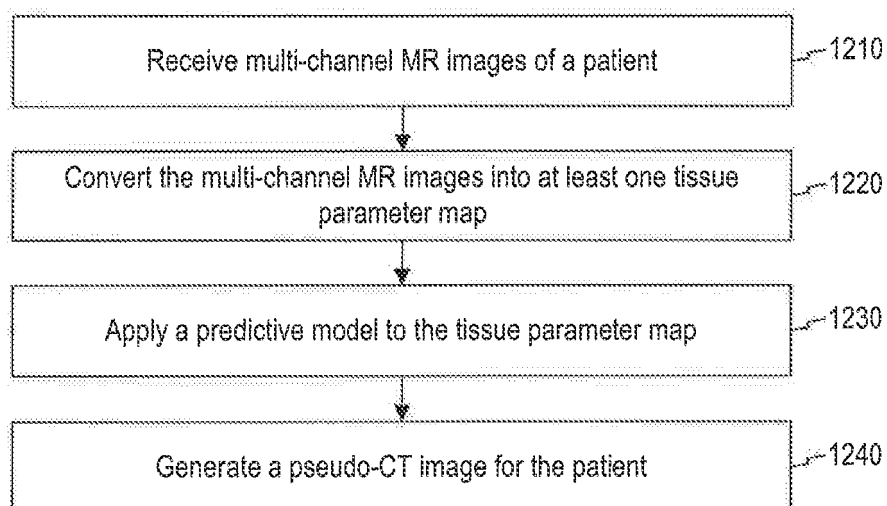 Receive multi-channel MR images of a patient
1210
Convert the multi-channel MR images into at least one tissue
parameter map
1220
Apply a predictive model to the tissue parameter map
1230
Generate a pseudo-CT image for the patient
1240